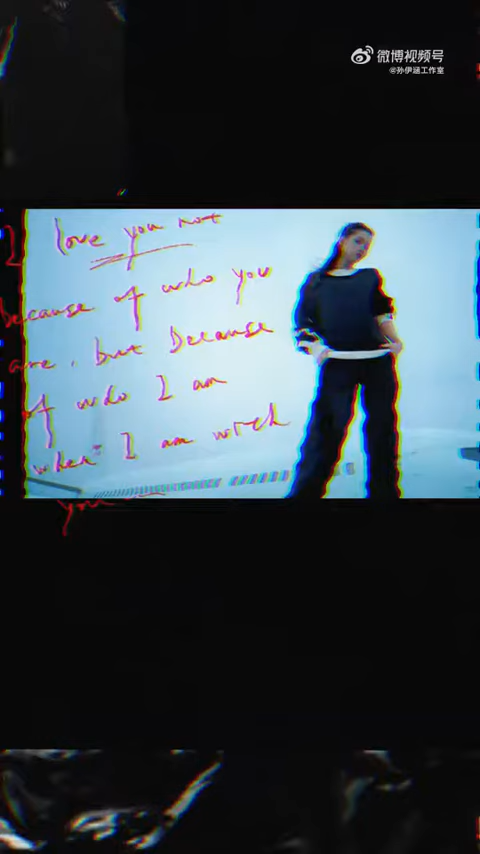 微博视频号
@孙伊涵工作室
I love you not
because of who you
are, but because
of who I am
when I am with
you